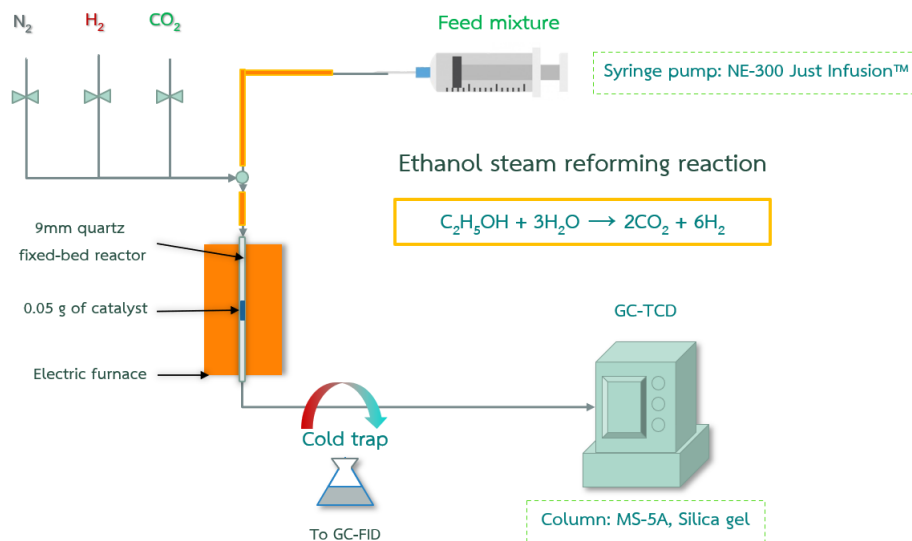 N₂ H₂ CO₂
Feed mixture
Syringe pump: NE-300 Just Infusion™
Ethanol steam reforming reaction
C₂H₅OH + 3H₂O ⟶ 2CO₂ + 6H₂
9mm quartz
fixed-bed reactor
0.05 g of catalyst
Electric furnace
GC-TCD
Cold trap
To GC-FID
Column: MS-5A, Silica gel